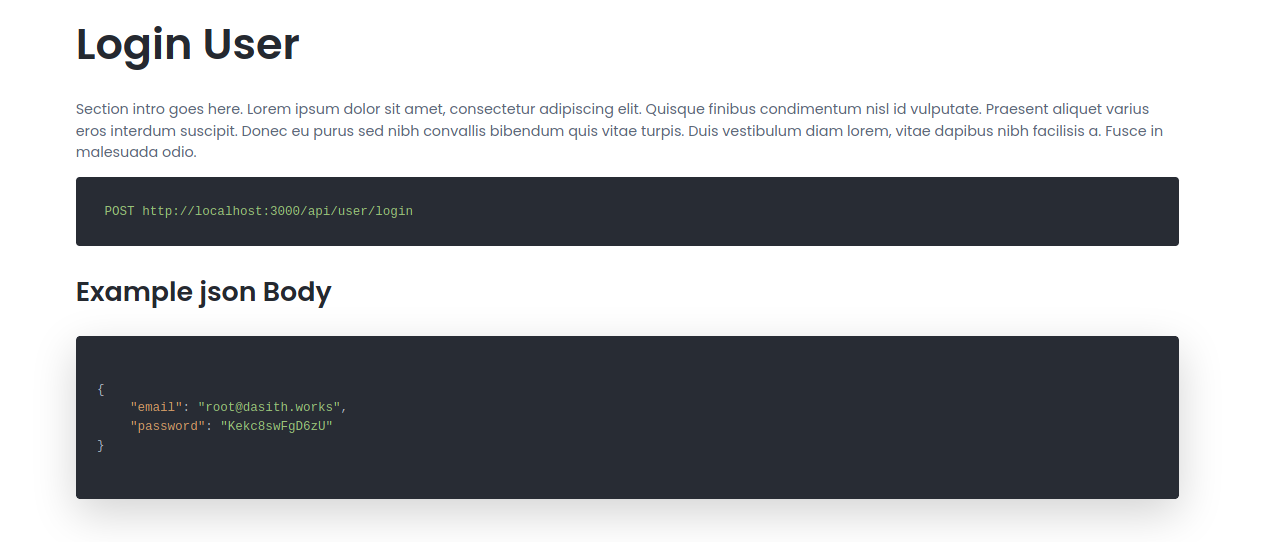 Login User
Section intro goes here. Lorem ipsum dolor sit amet, consectetur adipiscing elit. Quisque finibus condimentum nisl id vulputate. Praesent aliquet varius
eros interdum suscipit. Donec eu purus sed nibh convallis bibendum quis vitae turpis. Duis vestibulum diam lorem, vitae dapibus nibh facilisis a. Fusce in
malesuada odio.
POST http://localhost:3000/api/user/login
Example json Body
{
"email": "root@dasith.works",
"password": "Kekc8swFgD6zU"
}